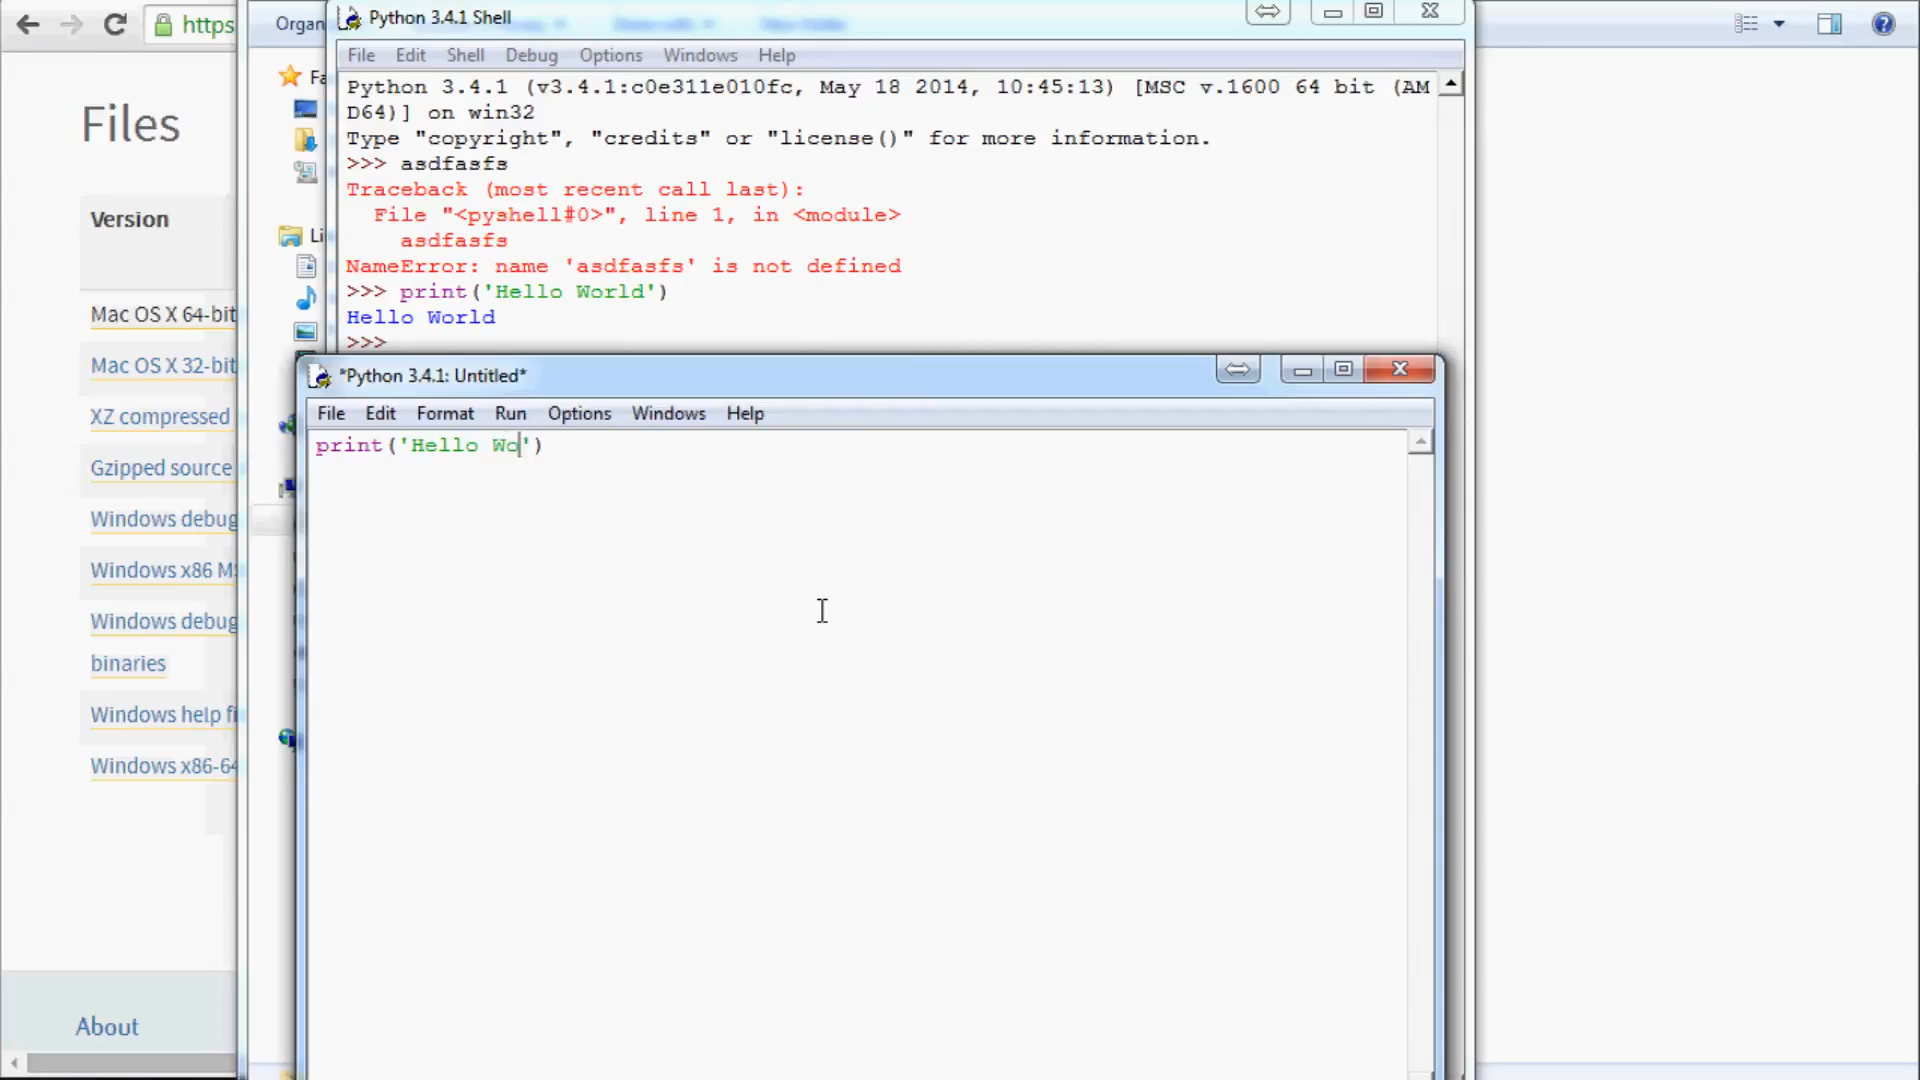 https
Organ
Python 3.4.1 Shell
File Edit Shell Debug Options Windows Help
Python 3.4.1 (v3.4.1:c0e311e010fc, May 18 2014, 10:45:13) [MSC v.1600 64 bit (AM
D64)] on win32
Type "copyright", "credits" or "license()" for more information.
>>> asdfasfs
Traceback (most recent call last):
  File "<pyshell#0>", line 1, in <module>
    asdfasfs
NameError: name 'asdfasfs' is not defined
>>> print('Hello World')
Hello World
>>>
*Python 3.4.1: Untitled*
File Edit Format Run Options Windows Help
print('Hello Wo')
Fa
Li
Files
Version
Mac OS X 64-bit
Mac OS X 32-bit
XZ compressed
Gzipped source
Windows debug
Windows x86 MS
Windows debug
binaries
Windows help fi
Windows x86-64
About